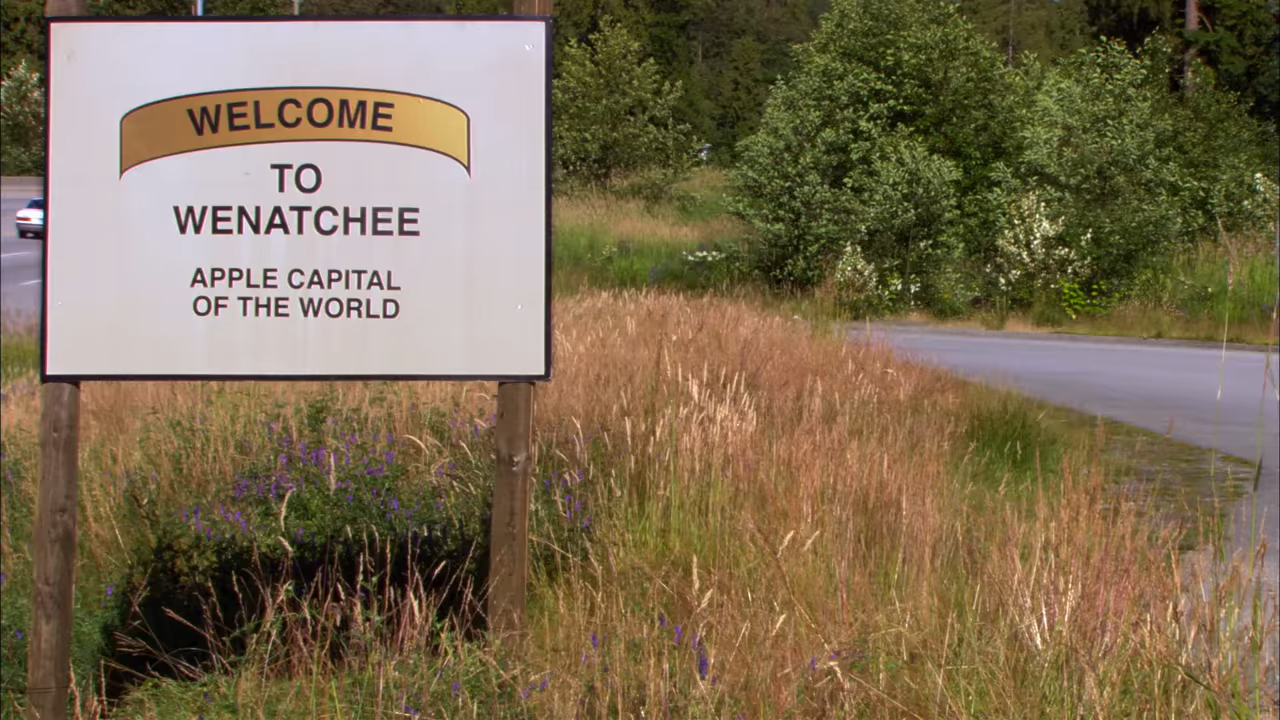 WELCOME
TO
WENATCHEE
APPLE CAPITAL
OF THE WORLD